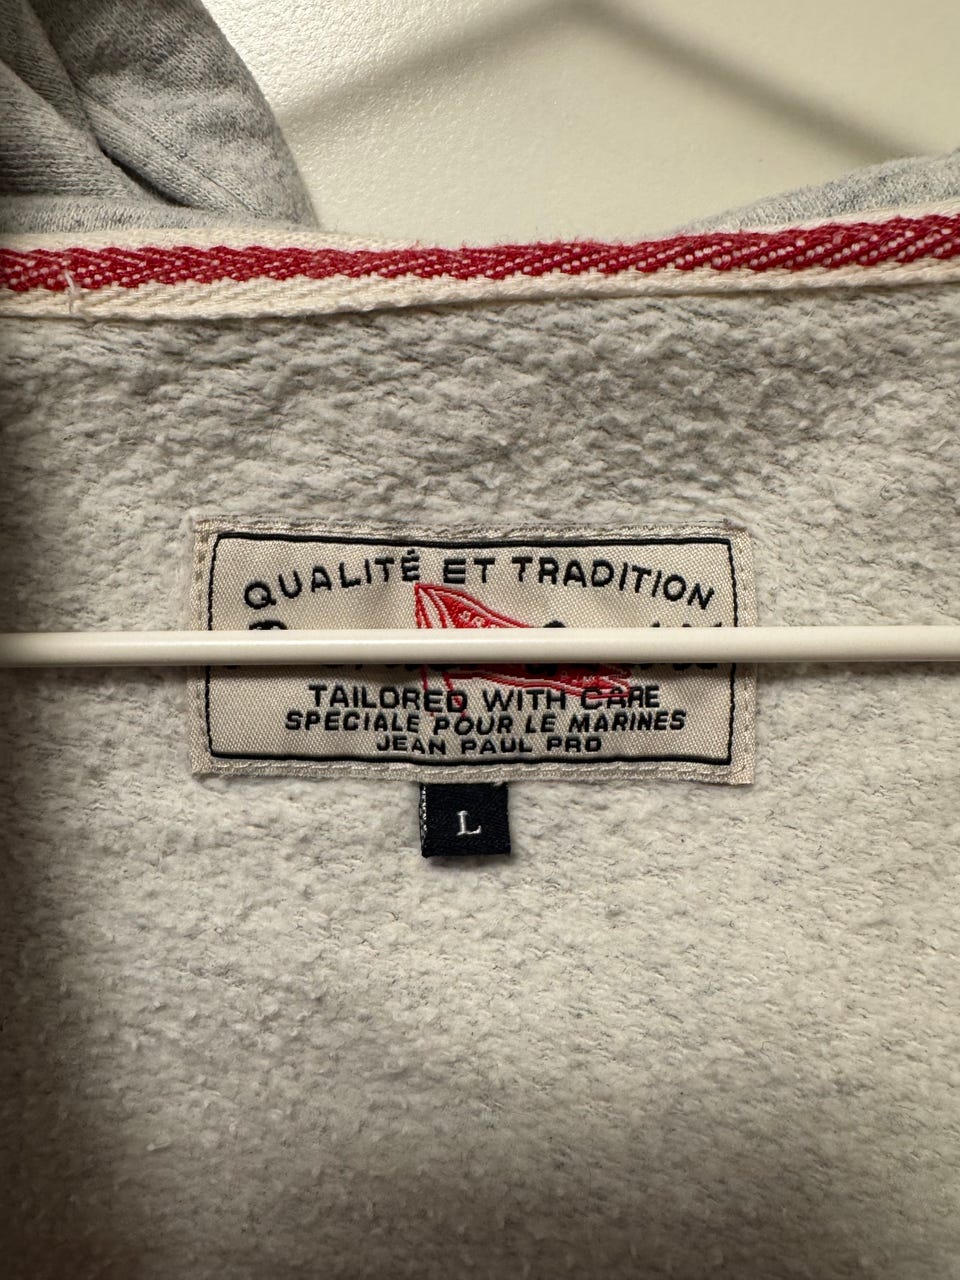 QUALITÉ ET TRADITION
TAILORED WITH CARE
SPECIALE POUR LE MARINES
JEAN PAUL PRO
L